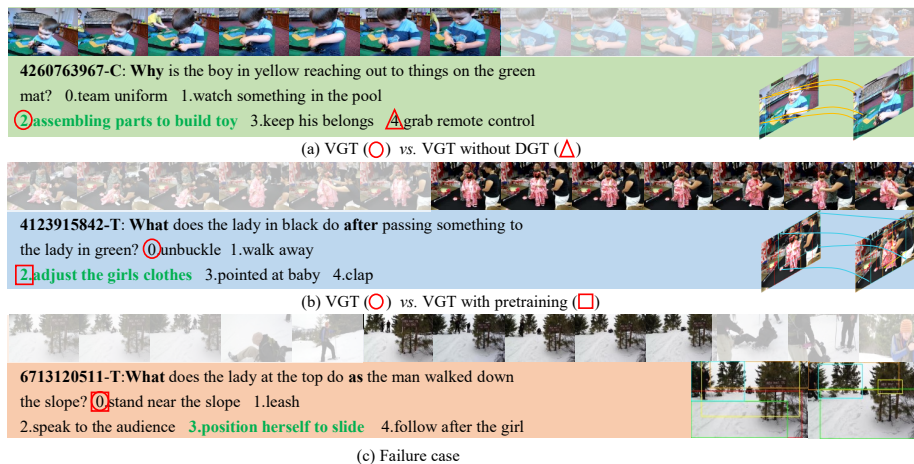 4260763967-C: Why is the boy in yellow reaching out to things on the green
mat? 0.team uniform 1.watch something in the pool
2.assembling parts to build toy 3.keep his belongs 4.grab remote control
(a) VGT ( ) vs. VGT without DGT ( )
4123915842-T: What does the lady in black do after passing something to
the lady in green? 0.unbuckle 1.walk away
2.adjust the girls clothes 3.pointed at baby 4.clap
(b) VGT ( ) vs. VGT with pretraining ( )
6713120511-T:What does the lady at the top do as the man walked down
the slope? 0.stand near the slope 1.leash
2.speak to the audience 3.position herself to slide 4.follow after the girl
(c) Failure case